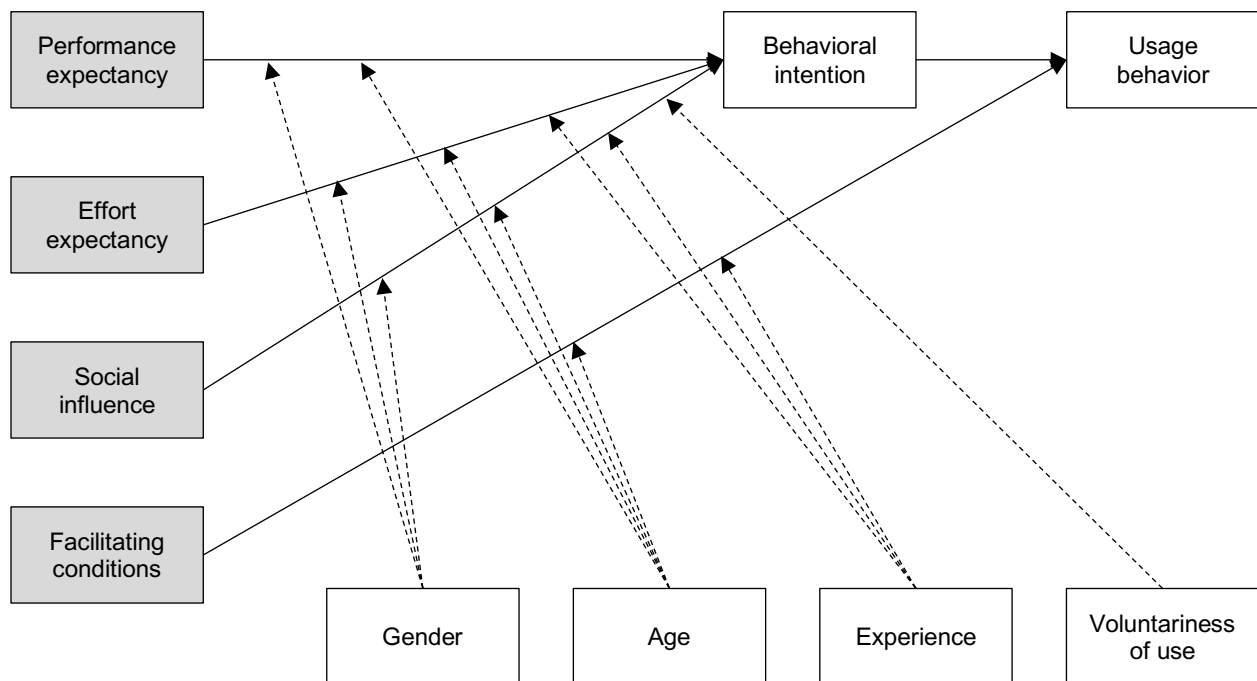 Performance
expectancy
Behavioral
intention
Usage
behavior
Effort
expectancy
Social
influence
Facilitating
conditions
Gender
Age
Experience
Voluntariness
of use